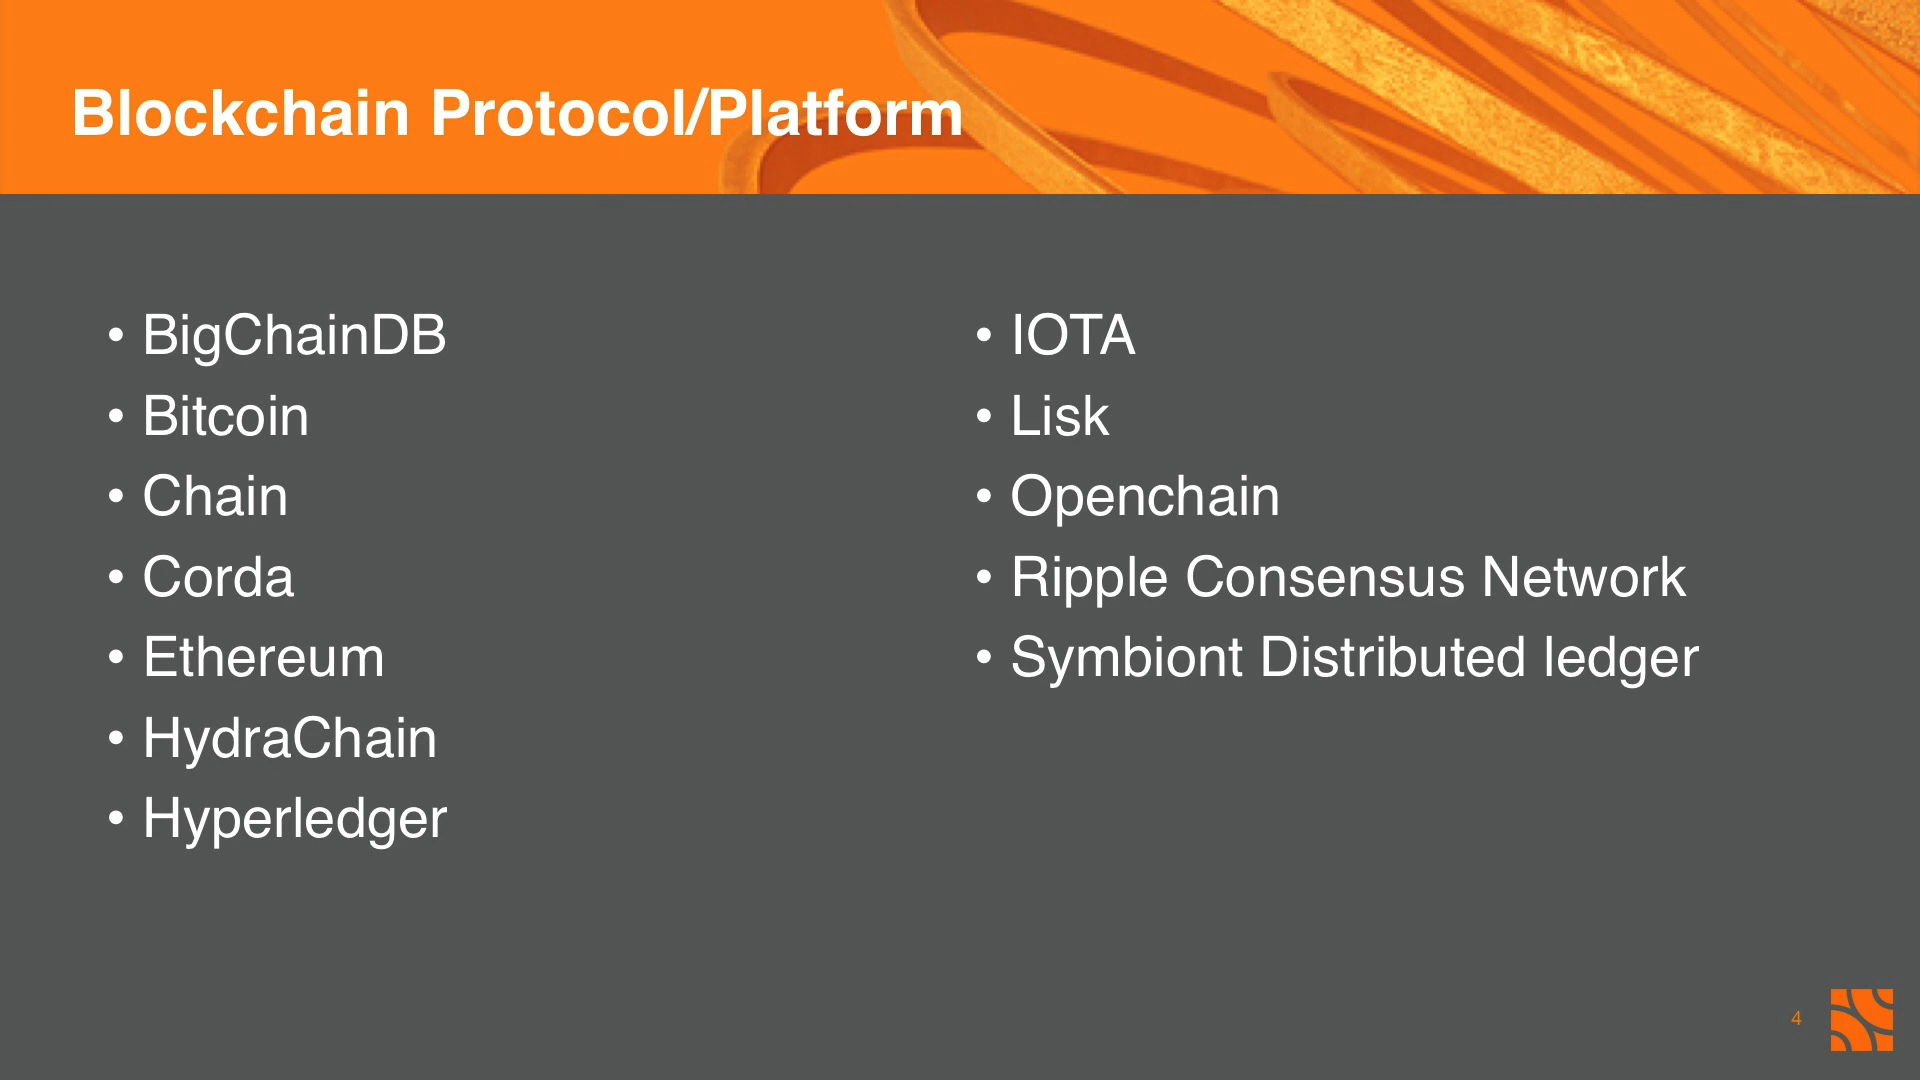 Blockchain Protocol/Platform
• BigChainDB
• Bitcoin
• Chain
• Corda
• Ethereum
• HydraChain
• Hyperledger
• IOTA
• Lisk
• Openchain
• Ripple Consensus Network
• Symbiont Distributed ledger
4